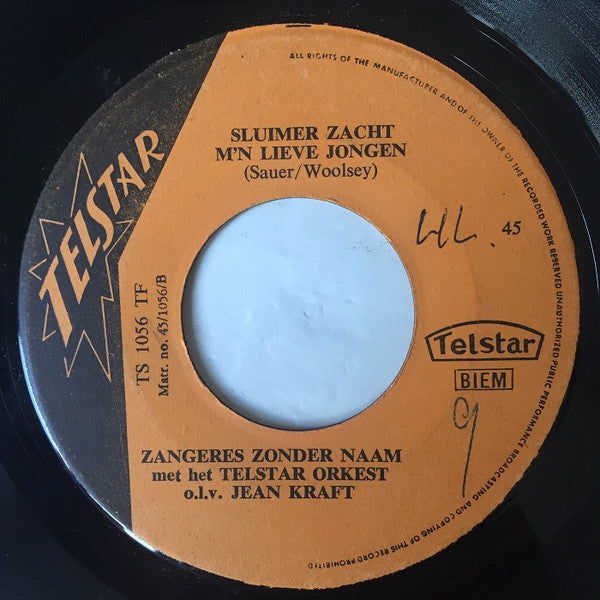 ALL RIGHTS OF THE MANUFACTURER AND OF THE OWNER OF THE RECORDED WORK RESERVED UNAUTHORIZED PUBLIC PERFORMANCE BROADCASTING AND COPYING OF THIS RECORD PROHIBITED
TELSTAR
SLUIMER ZACHT
M'N LIEVE JONGEN
(Sauer/Woolsey)
45
TS 1056 TF
Matr. no. 45/1056/B
Telstar
BIEM
9
ZANGERES ZONDER NAAM
met het TELSTAR ORKEST
o.l.v. JEAN KRAFT